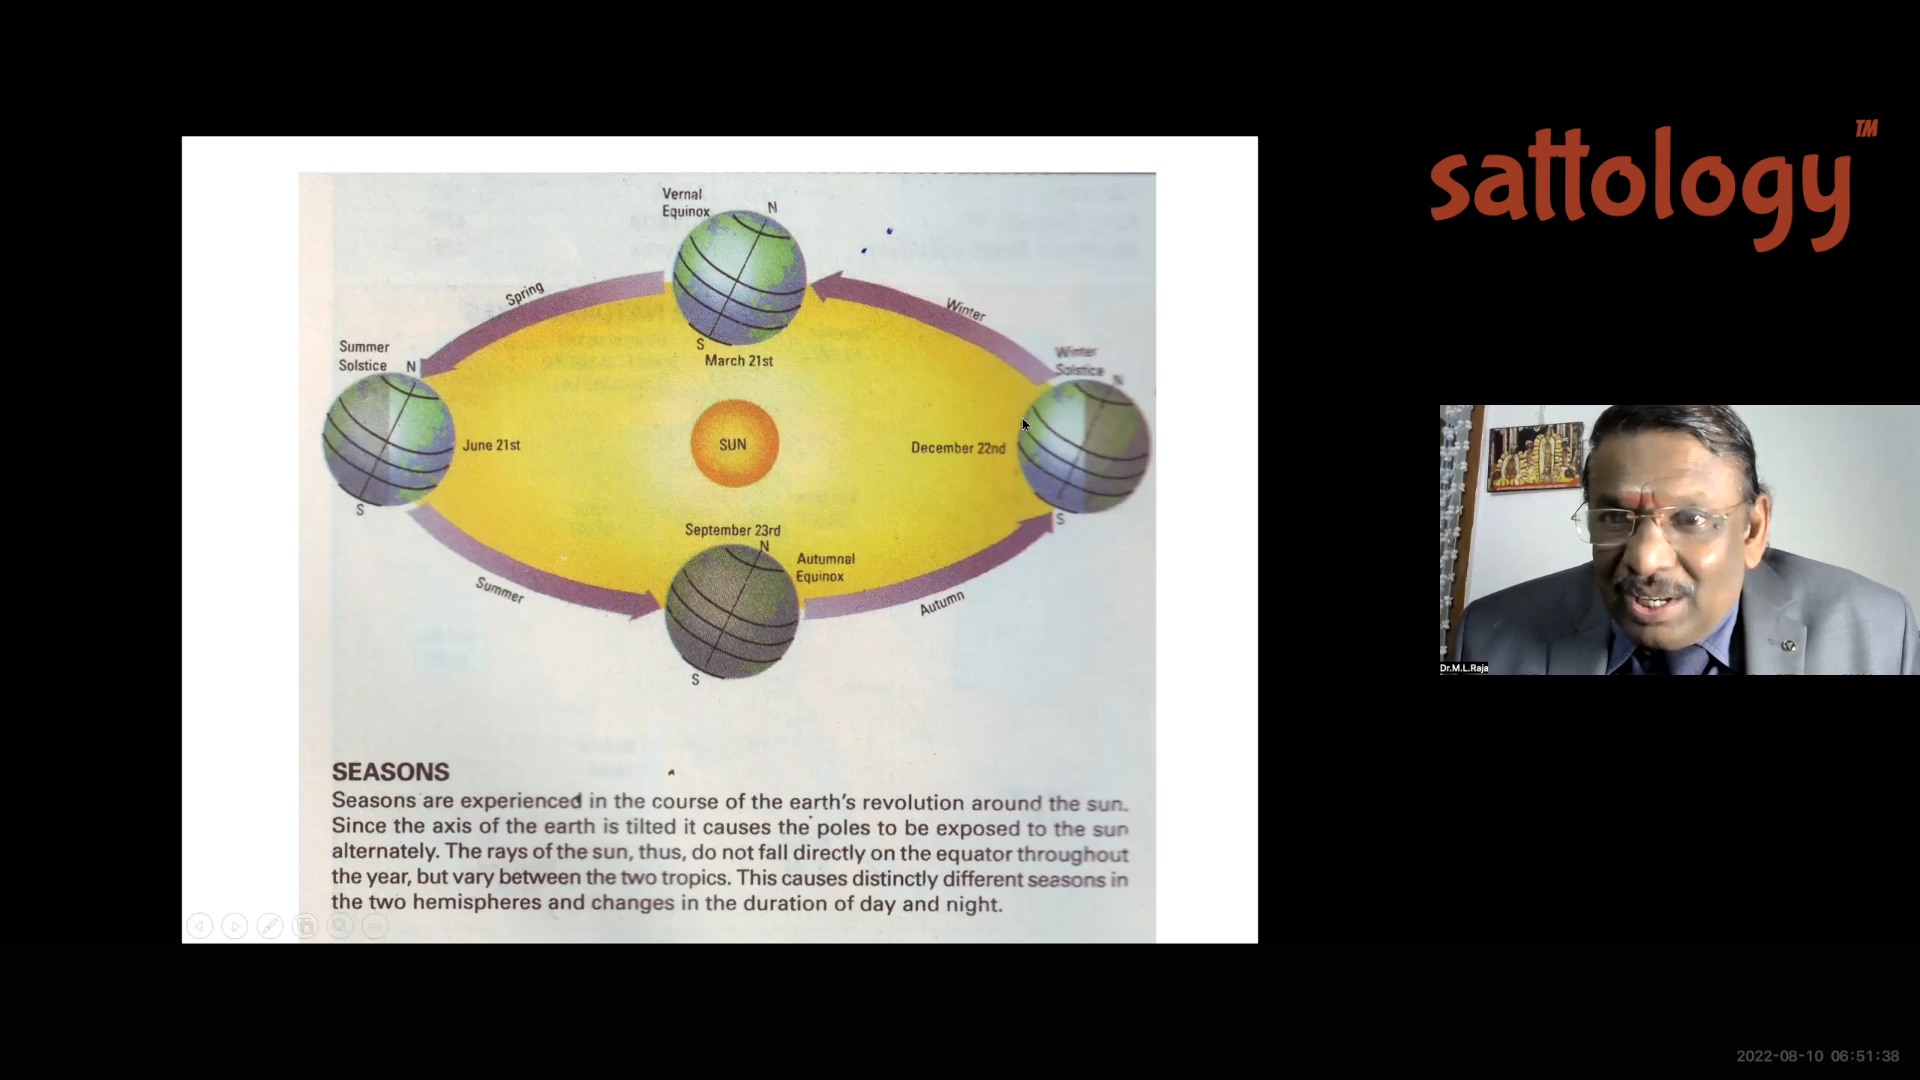 sattology
TM
Vernal
Equinox
N
S
March 21st
Spring
Winter
Summer
Solstice
N
S
June 21st
SUN
Winter
Solstice
N
S
December 22nd
September 23rd
N
S
Autumnal
Equinox
Summer
Autumn
SEASONS
Seasons are experienced in the course of the earth's revolution around the sun.
Since the axis of the earth is tilted it causes the poles to be exposed to the sun
alternately. The rays of the sun, thus, do not fall directly on the equator throughout
the year, but vary between the two tropics. This causes distinctly different seasons in
the two hemispheres and changes in the duration of day and night.
Dr.M.L.Raja
2022-08-10 06:51:38